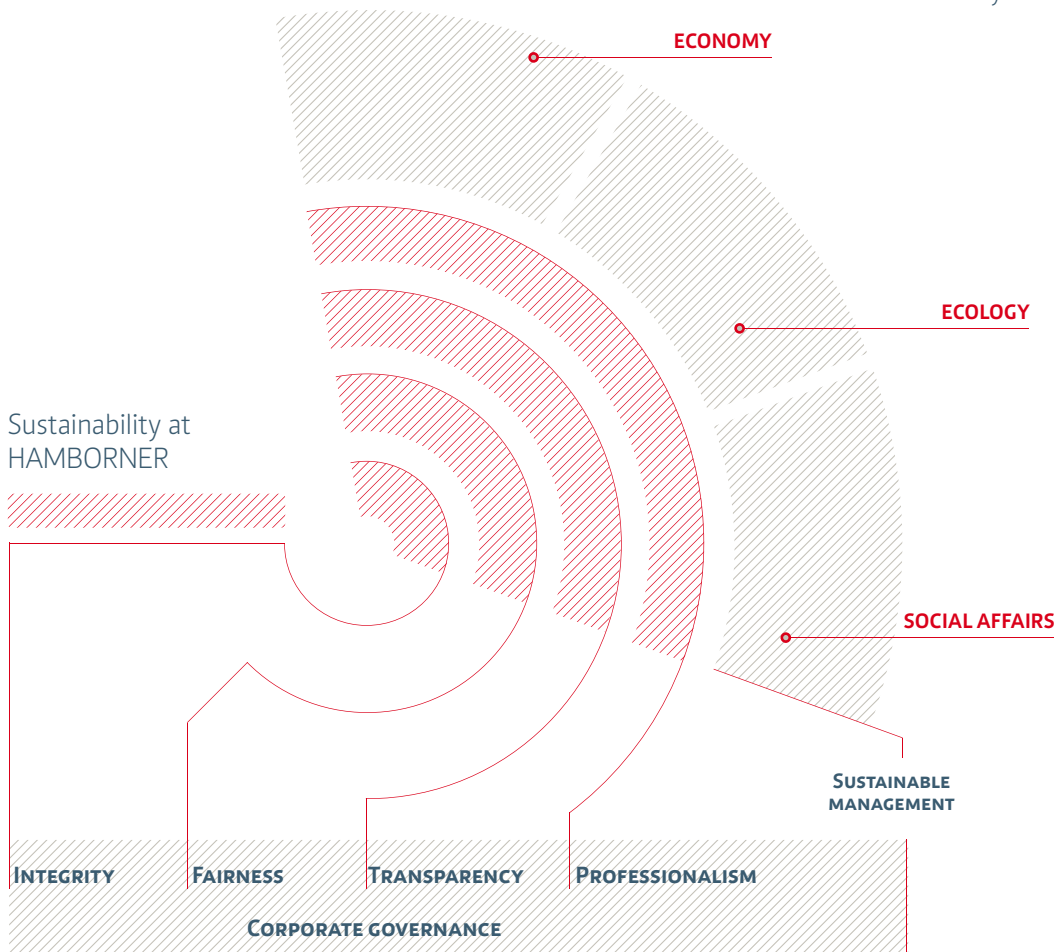 ECONOMY
ECOLOGY
Sustainability at
HAMBORNER
SOCIAL AFFAIRS
SUSTAINABLE
MANAGEMENT
INTEGRITY FAIRNESS TRANSPARENCY PROFESSIONALISM
CORPORATE GOVERNANCE